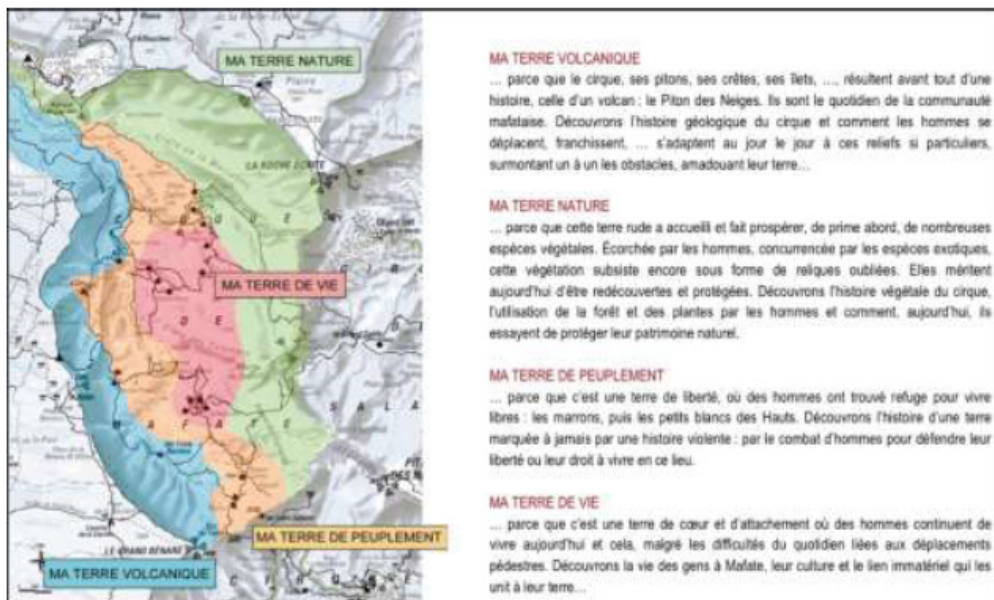 MA TERRE NATURE
LA ROCHE ECRITE
MA TERRE DE VIE
D E
M A F A T E
S A L A
LE GRAND BÉNARE
MA TERRE DE PEUPLEMENT
MA TERRE VOLCANIQUE
MA TERRE VOLCANIQUE
… parce que le cirque, ses pitons, ses crêtes, ses îlets, …, résultent avant tout d'une
histoire, celle d'un volcan : le Piton des Neiges. Ils sont le quotidien de la communauté
mafataise. Découvrons l'histoire géologique du cirque et comment les hommes se
déplacent, franchissent, … s'adaptent au jour le jour à ces reliefs si particuliers,
surmontant un à un les obstacles, amadouant leur terre…
MA TERRE NATURE
… parce que cette terre rude a accueilli et fait prospérer, de prime abord, de nombreuses
espèces végétales. Écorchée par les hommes, concurrencée par les espèces exotiques,
cette végétation subsiste encore sous forme de reliques oubliées. Elles méritent
aujourd'hui d'être redécouvertes et protégées. Découvrons l'histoire végétale du cirque,
l'utilisation de la forêt et des plantes par les hommes et comment, aujourd'hui, ils
essayent de protéger leur patrimoine naturel.
MA TERRE DE PEUPLEMENT
… parce que c'est une terre de liberté, où des hommes ont trouvé refuge pour vivre
libres : les marrons, puis les petits blancs des Hauts. Découvrons l'histoire d'une terre
marquée à jamais par une histoire violente : par le combat d'hommes pour défendre leur
liberté ou leur droit à vivre en ce lieu.
MA TERRE DE VIE
… parce que c'est une terre de cœur et d'attachement où des hommes continuent de
vivre aujourd'hui et cela, malgré les difficultés du quotidien liées aux déplacements
pédestres. Découvrons la vie des gens à Mafate, leur culture et le lien immatériel qui les
unit à leur terre…